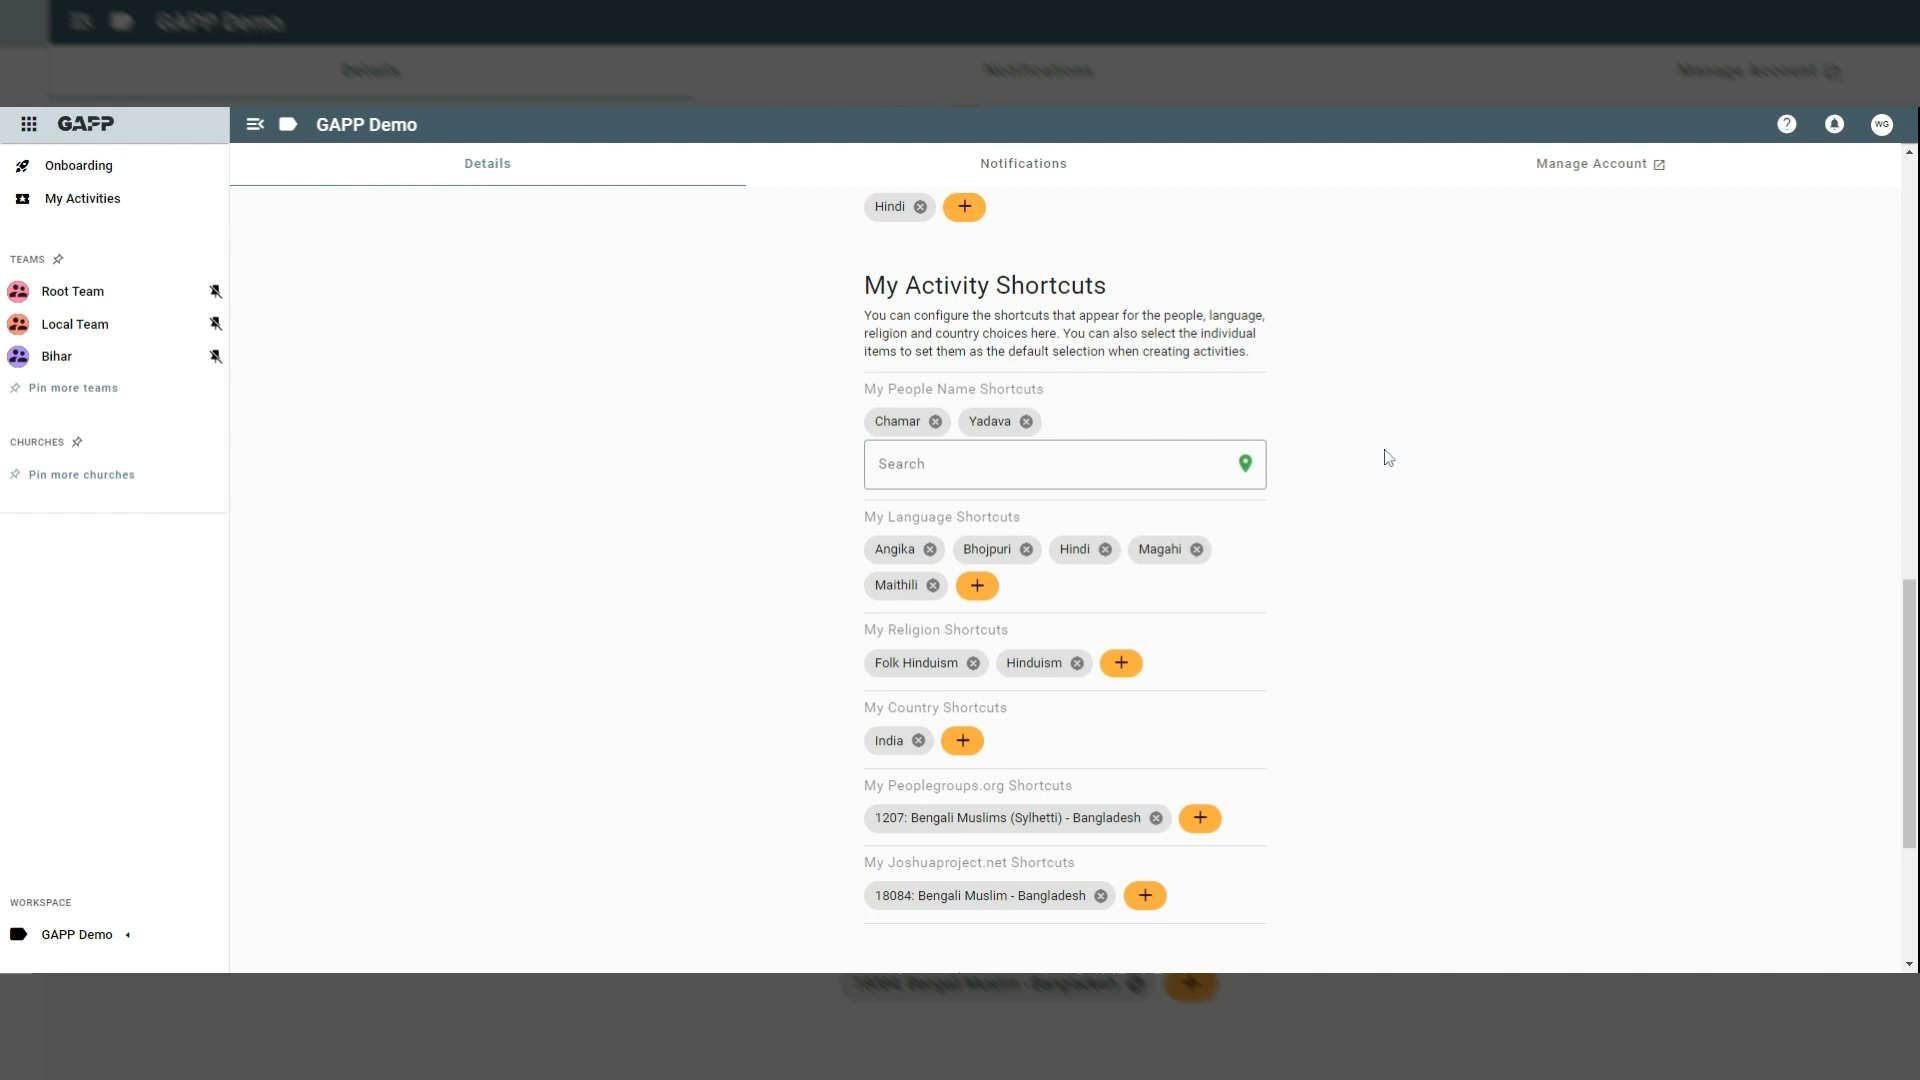 GAPP Demo
Details
Notifications
Manage Account
GAPP
GAPP Demo
WG
Onboarding
My Activities
TEAMS
Root Team
Local Team
Bihar
Pin more teams
CHURCHES
Pin more churches
WORKSPACE
GAPP Demo
Details
Notifications
Manage Account
Hindi
My Activity Shortcuts
You can configure the shortcuts that appear for the people, language,
religion and country choices here. You can also select the individual
items to set them as the default selection when creating activities.
My People Name Shortcuts
Chamar Yadava
Search
My Language Shortcuts
Angika Bhojpuri Hindi Magahi
Maithili
My Religion Shortcuts
Folk Hinduism Hinduism
My Country Shortcuts
India
My Peoplegroups.org Shortcuts
1207: Bengali Muslims (Sylhetti) - Bangladesh
My Joshuaproject.net Shortcuts
18084: Bengali Muslim - Bangladesh
18084: Bengali Muslim - Bangladesh